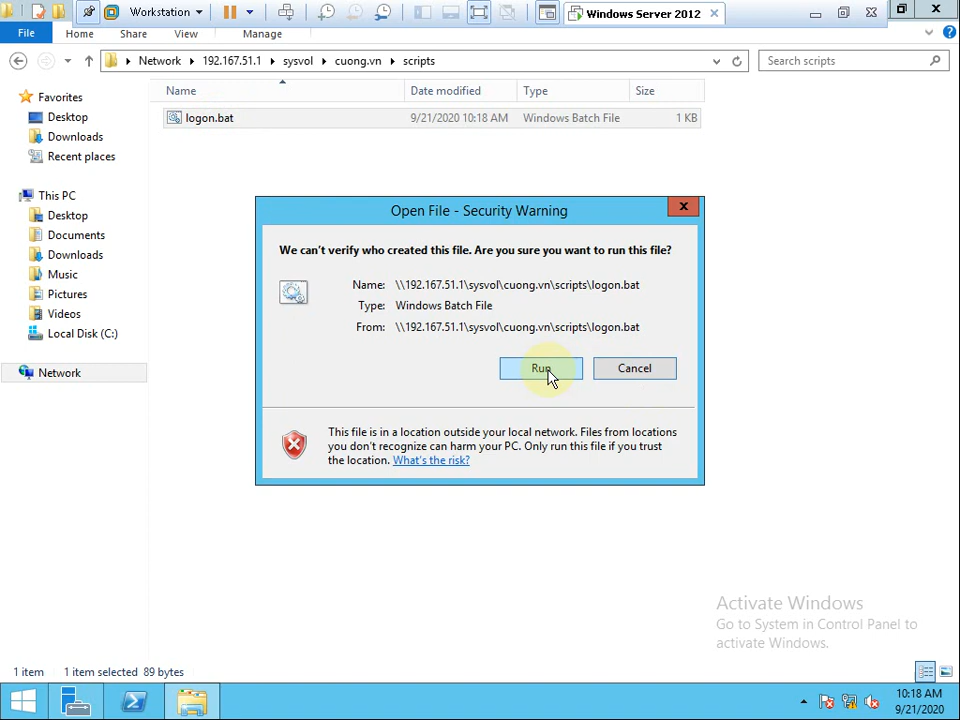 Workstation
Windows Server 2012
File
Home
Share
View
Manage
Network
192.167.51.1
sysvol
cuong.vn
scripts
Search scripts
Name
Date modified
Type
Size
logon.bat
9/21/2020 10:18 AM
Windows Batch File
1 KB
Favorites
Desktop
Downloads
Recent places
This PC
Desktop
Documents
Downloads
Music
Pictures
Videos
Local Disk (C:)
Network
Open File - Security Warning
We can't verify who created this file. Are you sure you want to run this file?
Name: \\192.167.51.1\sysvol\cuong.vn\scripts\logon.bat
Type: Windows Batch File
From: \\192.167.51.1\sysvol\cuong.vn\scripts\logon.bat
Run
Cancel
This file is in a location outside your local network. Files from locations
you don't recognize can harm your PC. Only run this file if you trust
the location. What's the risk?
Activate Windows
Go to System in Control Panel to
activate Windows.
1 item
1 item selected 89 bytes
10:18 AM
9/21/2020